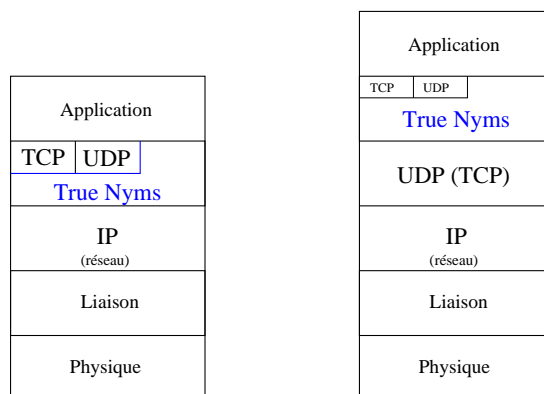 Application
TCP UDP
True Nyms
IP
(réseau)
Liaison
Physique
Application
TCP UDP
True Nyms
UDP (TCP)
IP
(réseau)
Liaison
Physique